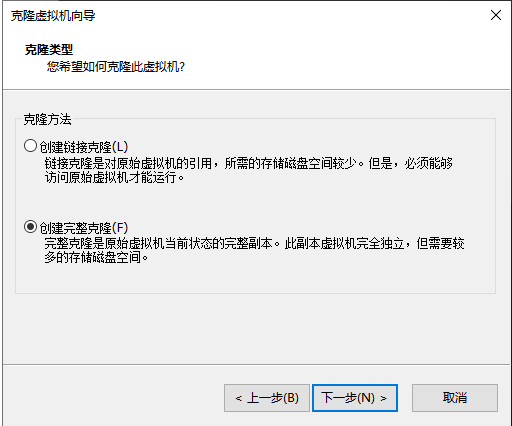 克隆虚拟机向导
克隆类型
您希望如何克隆此虚拟机?
克隆方法
创建链接克隆(L)
链接克隆是对原始虚拟机的引用，所需的存储磁盘空间较少。但是，必须能够
访问原始虚拟机才能运行。
创建完整克隆(F)
完整克隆是原始虚拟机当前状态的完整副本。此副本虚拟机完全独立，但需要较
多的存储磁盘空间。
< 上一步(B) 下一步(N) > 取消